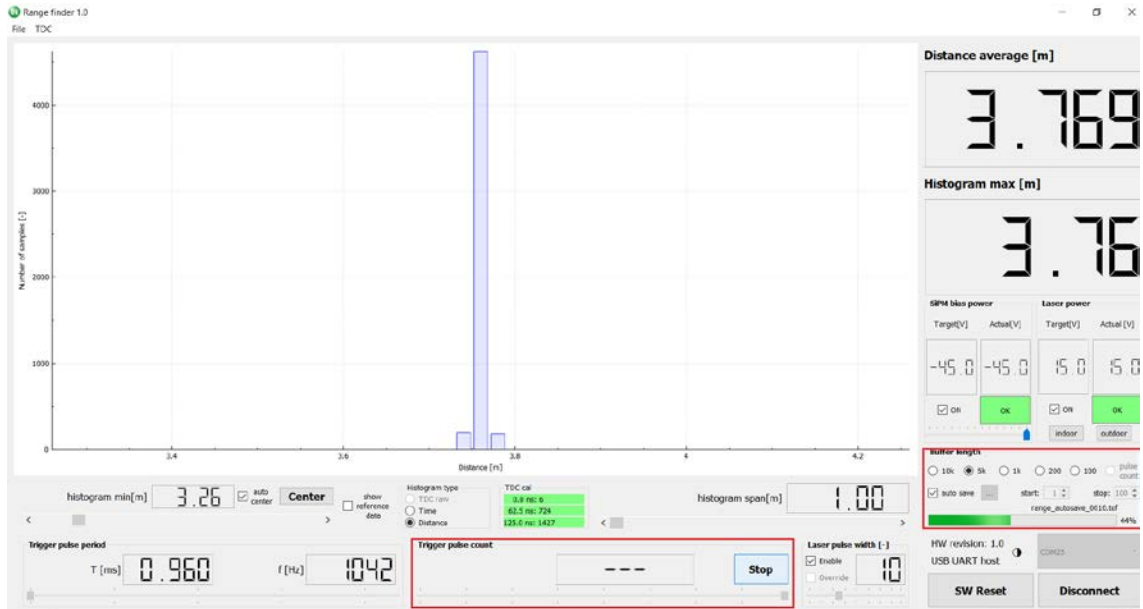 Range finder 1.0
File TDC
Distance average [m]
3.769
Histogram max [m]
3.76
Number of samples [-]
4000
3000
2000
1000
0
3.4 3.6 3.8 4 4.2
Distance [m]
SiPM bias power Laser power
Target[V] Actual[V] Target[V] Actual [V]
-45.0 -45.0 15.0 15.0
ON OK ON OK
indoor outdoor
Buffer length
10k 5k 1k 200 100 pulse count
auto save ... start: 1 stop: 100
range_autosave_0610.txt
44%
histogram min[m] 3.26 auto center Center show reference data
Histogram type
TDC raw
Time
Distance
TDC cal
0.0 ns: 6
62.5 ns: 724
125.0 ns: 1427
histogram span[m] 1.00
Trigger pulse period
T [ms] 0.960 f [Hz] 1042
Trigger pulse count
--- Stop
Laser pulse width [-]
Enable
Override
10
HW revision: 1.0
USB UART host
COM25
SW Reset Disconnect